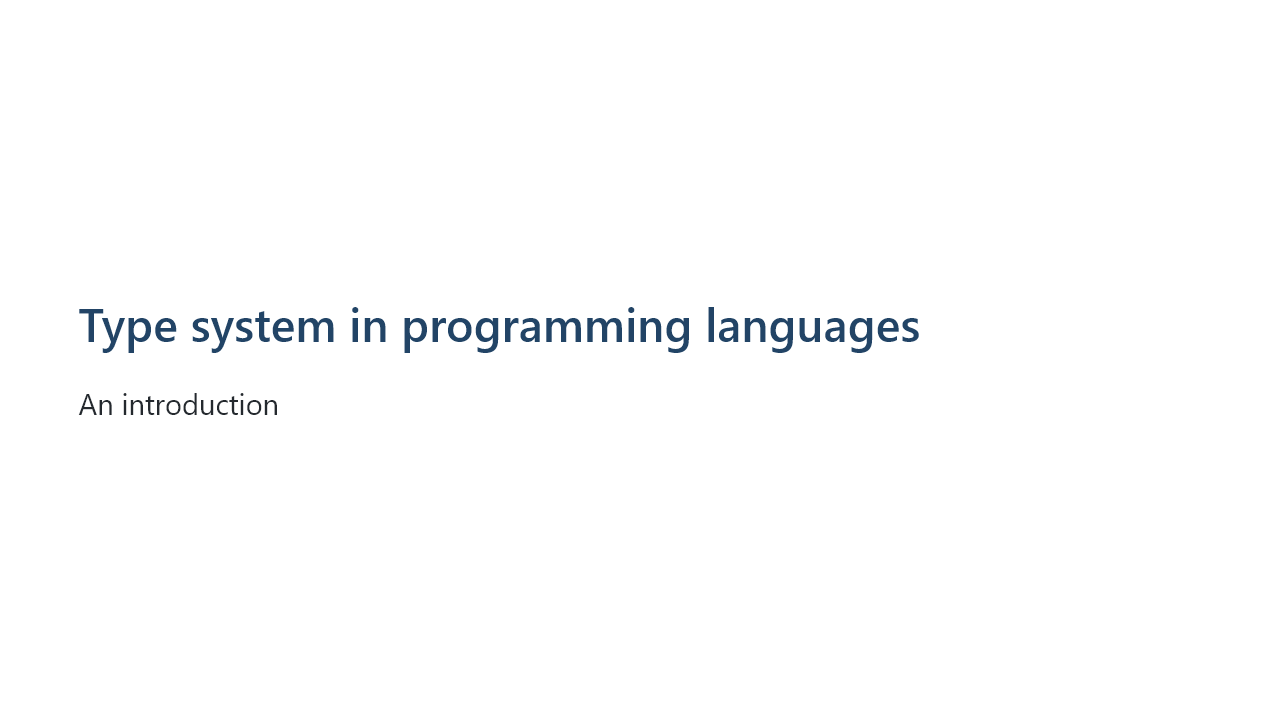 Type system in programming languages
An introduction